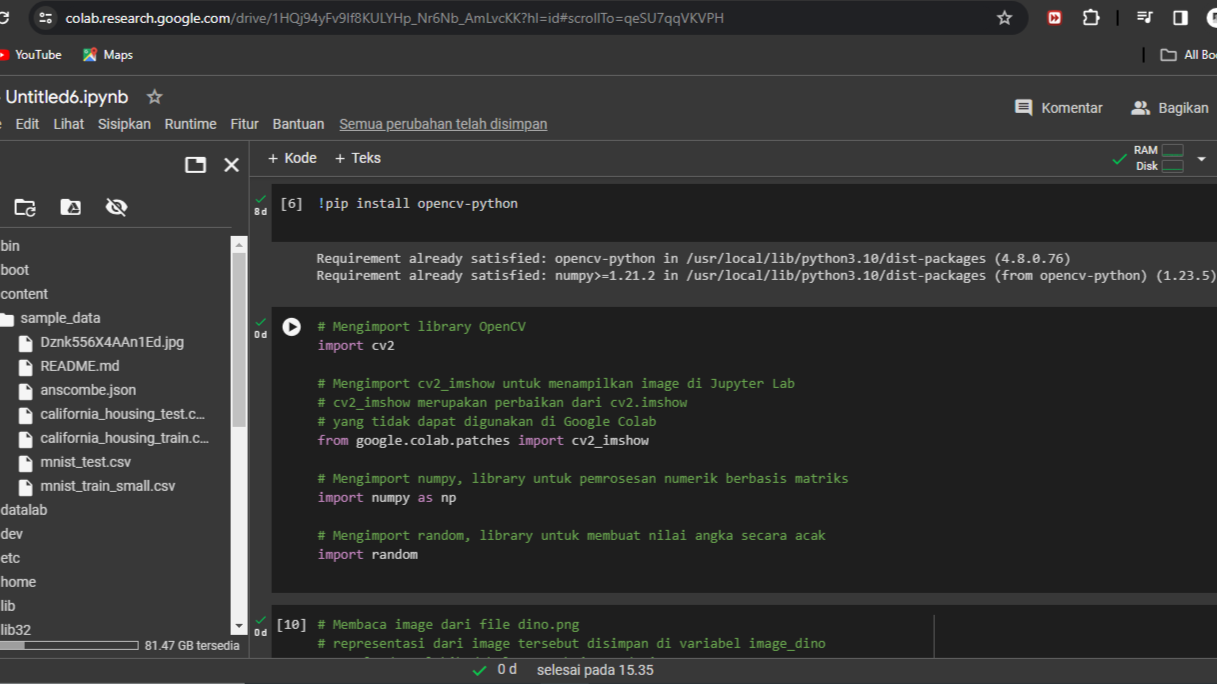 colab.research.google.com/drive/1HQj94yFv9If8KULYHp_Nr6Nb_AmLvcKK?hl=id#scrollTo=qeSU7qqVKVPH
YouTube Maps All Boo
Untitled6.ipynb
Komentar Bagikan
Edit Lihat Sisipkan Runtime Fitur Bantuan Semua perubahan telah disimpan
+ Kode + Teks
RAM
Disk
bin
boot
content
sample_data
Dznk556X4AAn1Ed.jpg
README.md
anscombe.json
california_housing_test.c...
california_housing_train.c...
mnist_test.csv
mnist_train_small.csv
datalab
dev
etc
home
lib
lib32
81.47 GB tersedia
8 d
[6] !pip install opencv-python
Requirement already satisfied: opencv-python in /usr/local/lib/python3.10/dist-packages (4.8.0.76)
Requirement already satisfied: numpy>=1.21.2 in /usr/local/lib/python3.10/dist-packages (from opencv-python) (1.23.5)
0 d
# Mengimport library OpenCV
import cv2
# Mengimport cv2_imshow untuk menampilkan image di Jupyter Lab
# cv2_imshow merupakan perbaikan dari cv2.imshow
# yang tidak dapat digunakan di Google Colab
from google.colab.patches import cv2_imshow
# Mengimport numpy, library untuk pemrosesan numerik berbasis matriks
import numpy as np
# Mengimport random, library untuk membuat nilai angka secara acak
import random
0 d
[10] # Membaca image dari file dino.png
# representasi dari image tersebut disimpan di variabel image_dino
0 d selesai pada 15.35